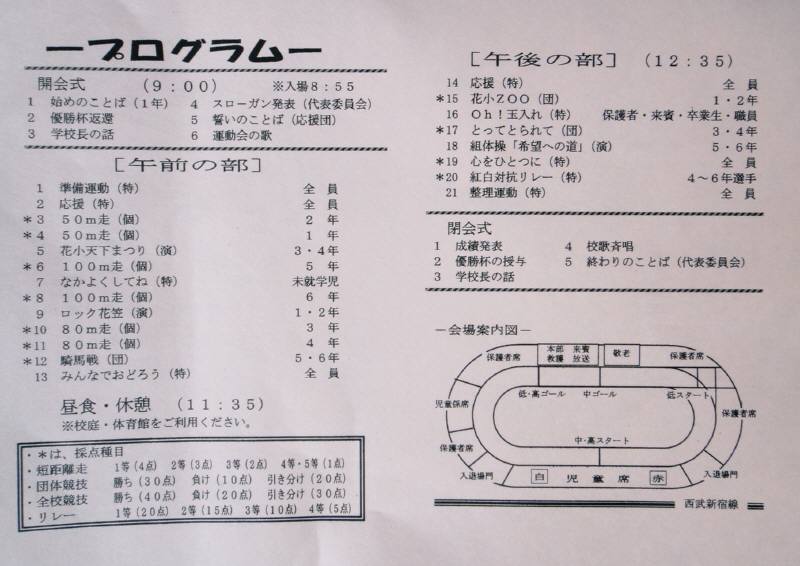 ープログラムー
開会式　　（９：００）　　※入場８：５５
１　始めのことば（１年）　４　スローガン発表（代表委員会）
２　優勝杯返還　５　誓いのことば（応援団）
３　学校長の話　６　運動会の歌
［午前の部］
１　準備運動（特）　全　員
２　応援（特）　全　員
＊３　５０ｍ走（個）　２　年
＊４　５０ｍ走（個）　１　年
５　花小天下まつり（演）　３・４年
＊６　１００ｍ走（個）　５　年
７　なかよくしてね（特）　未就学児
＊８　１００ｍ走（個）　６　年
９　ロック花笠（演）　１・２年
＊10　８０ｍ走（個）　３　年
＊11　８０ｍ走（個）　４　年
＊12　騎馬戦（団）　５・６年
13　みんなでおどろう（特）　全　員
昼食・休憩　（１１：３５）
※校庭・体育館をご利用ください。
・＊は、採点種目
・短距離走　１等（４点）　２等（３点）　３等（２点）　４等・５等（１点）
・団体競技　勝ち（３０点）　負け（１０点）　引き分け（２０点）
・全校競技　勝ち（４０点）　負け（２０点）　引き分け（３０点）
・リレー　１等（２０点）　２等（１５点）　３等（１０点）　４等（５点）
［午後の部］　（１２：３５）
14　応援（特）　全　員
＊15　花小ＺＯＯ（団）　１・２年
16　Ｏｈ！玉入れ（特）　保護者・来賓・卒業生・職員
＊17　とってとられて（団）　３・４年
18　組体操「希望への道」（演）　５・６年
＊19　心をひとつに（特）　全　員
＊20　紅白対抗リレー（特）　４～６年選手
21　整理運動（特）　全　員
閉会式
１　成績発表　４　校歌斉唱
２　優勝杯の授与　５　終わりのことば（代表委員会）
３　学校長の話
－会場案内図－
保護者席　本部　来賓　敬老　保護者席
救護　放送
低・高ゴール　中ゴール　低スタート
児童係席　保護者席
中・高スタート
保護者席
入退場門　白　児　童　席　赤　入退場門
西武新宿線